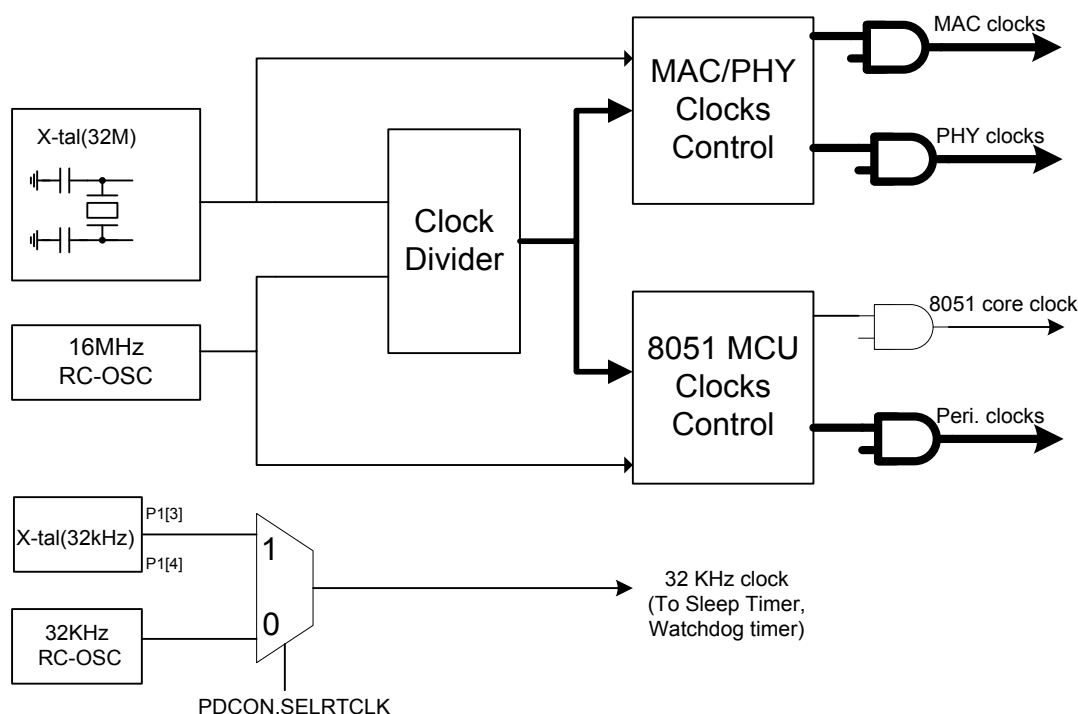 MAC clocks
MAC/PHY
Clocks
Control
X-tal(32M)
PHY clocks
Clock
Divider
8051 core clock
16MHz
RC-OSC
8051 MCU
Clocks
Control
Peri. clocks
P1[3]
X-tal(32kHz)
P1[4]
1
0
32 KHz clock
(To Sleep Timer,
Watchdog timer)
32KHz
RC-OSC
PDCON.SELRTCLK